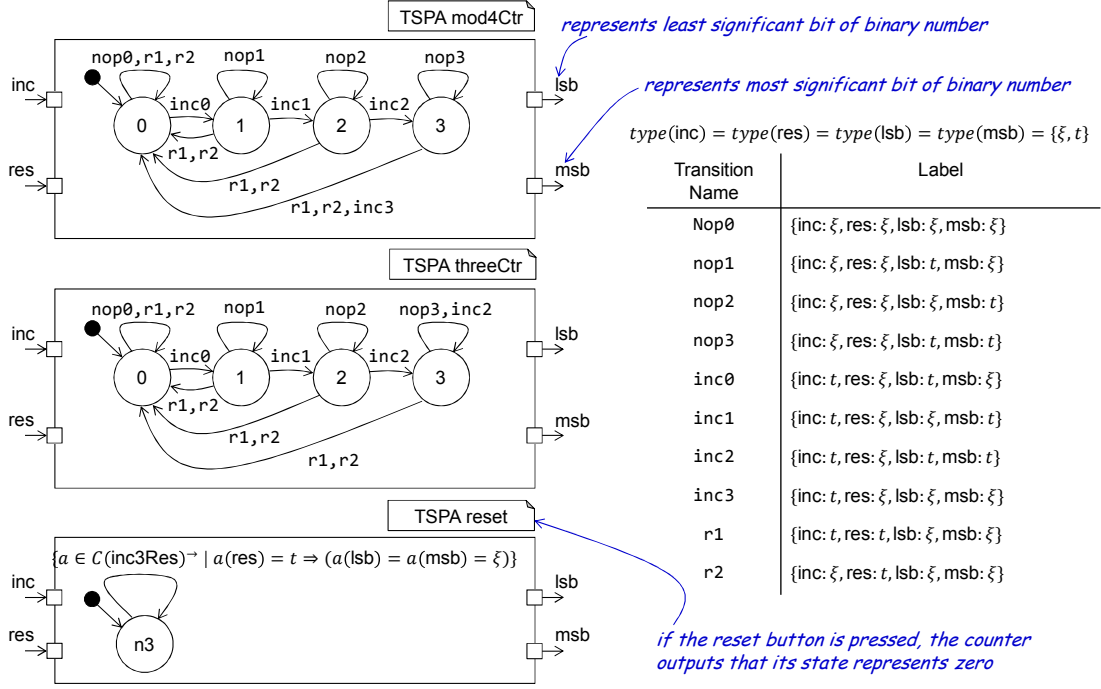 TSPA mod4Ctr
represents least significant bit of binary number
nop0,r1,r2
nop1
nop2
nop3
inc
lsb
represents most significant bit of binary number
inc0
inc1
inc2
0
1
2
3
type(inc) = type(res) = type(lsb) = type(msb) = {ξ, t}
r1,r2
res
msb
r1,r2
r1,r2,inc3
TSPA threeCtr
nop0,r1,r2
nop1
nop2
nop3,inc2
inc
lsb
inc0
inc1
inc2
0
1
2
3
r1,r2
res
msb
r1,r2
r1,r2
TSPA reset
{a ∈ C(inc3Res)→ | a(res) = t ⇒ (a(lsb) = a(msb) = ξ)}
inc
lsb
res
msb
n3
Transition Label
Name
Nop0 {inc: ξ, res: ξ, lsb: ξ, msb: ξ}
nop1 {inc: ξ, res: ξ, lsb: t, msb: ξ}
nop2 {inc: ξ, res: ξ, lsb: ξ, msb: t}
nop3 {inc: ξ, res: ξ, lsb: t, msb: t}
inc0 {inc: t, res: ξ, lsb: t, msb: ξ}
inc1 {inc: t, res: ξ, lsb: ξ, msb: t}
inc2 {inc: t, res: ξ, lsb: t, msb: t}
inc3 {inc: t, res: ξ, lsb: ξ, msb: ξ}
r1 {inc: t, res: t, lsb: ξ, msb: ξ}
r2 {inc: ξ, res: t, lsb: ξ, msb: ξ}
if the reset button is pressed, the counter
outputs that its state represents zero